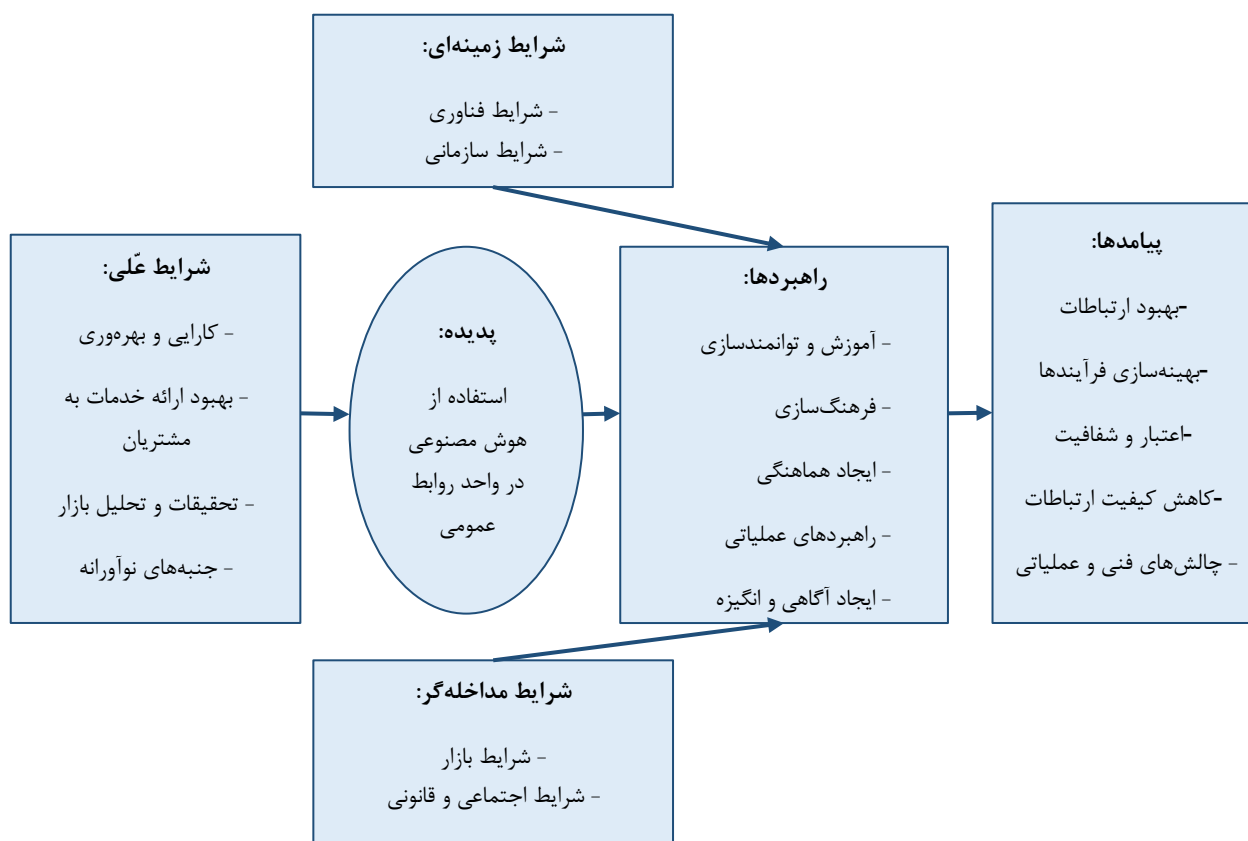 شرایط زمینه‌ای:
- شرایط فناوری
- شرایط سازمانی
شرایط عّلی:
- کارایی و بهره‌وری
- بهبود ارائه خدمات به
مشتریان
- تحقیقات و تحلیل بازار
- جنبه‌های نوآورانه
پدیده:
استفاده از
هوش مصنوعی
در واحد روابط
عمومی
راهبردها:
- آموزش و توانمندسازی
- فرهنگ‌سازی
- ایجاد هماهنگی
- راهبردهای عملیاتی
- ایجاد آگاهی و انگیزه
پیامدها:
-بهبود ارتباطات
-بهینه‌سازی فرآیندها
-اعتبار و شفافیت
-کاهش کیفیت ارتباطات
- چالش‌های فنی و عملیاتی
شرایط مداخله‌گر:
- شرایط بازار
- شرایط اجتماعی و قانونی